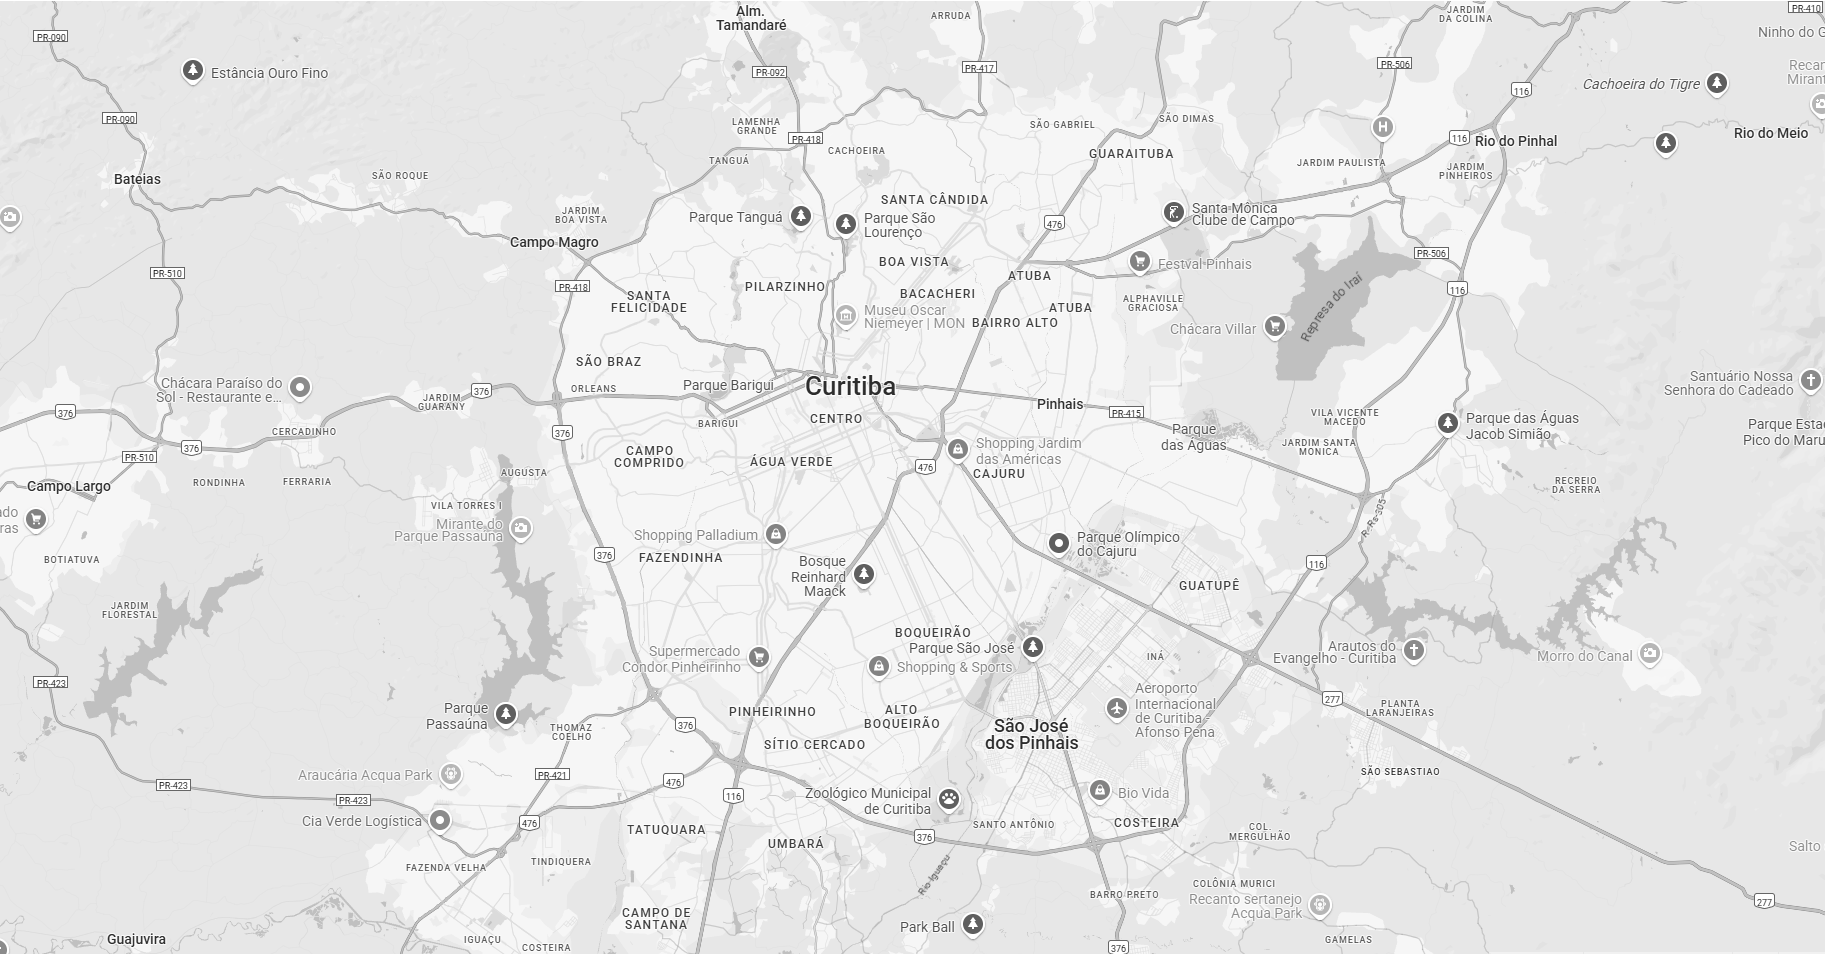 Alm.
Tamandaré
ARRUDA
JARDIM
DA COLINA
PR-410
PR-090
Ninho do G
PR-092
PR-417
PR-506
Recan
Mirant
Estância Ouro Fino
Cachoeira do Tigre
116
PR-090
LAMENHA
GRANDE
SÃO GABRIEL
SÃO DIMAS
Rio do Meio
PR-418
116
Rio do Pinhal
CACHOEIRA
GUARAITUBA
TANGUÁ
JARDIM PAULISTA
JARDIM
PINHEIROS
Bateias
SÃO ROQUE
SANTA CÂNDIDA
JARDIM
BOA VISTA
Parque Tanguá
Parque São
Lourenço
476
Santa Mônica
Clube de Campo
Campo Magro
BOA VISTA
PR-506
Festval Pinhais
PR-510
PR-418
ATUBA
PILARZINHO
BACACHERI
ATUBA
ALPHAVILLE
GRACIOSA
116
SANTA
FELICIDADE
Represa do Iraí
Museu Oscar
Niemeyer | MON
BAIRRO ALTO
Chácara Villar
SÃO BRAZ
Chácara Paraíso do
Sol - Restaurante e...
376
ORLEANS
Parque Barigui
Curitiba
Santuário Nossa
Senhora do Cadeado
JARDIM
GUARANY
376
Pinhais
PR-415
VILA VICENTE
MACEDO
Parque das Águas
Jacob Simião
BARIGUI
CENTRO
CERCADINHO
376
Parque
das Águas
Parque Estad
Pico do Maru
376
Shopping Jardim
das Américas
JARDIM SANTA
MONICA
PR-510
CAMPO
COMPRIDO
ÁGUA VERDE
476
CAJURU
AUGUSTA
Campo Largo
RONDINHA
FERRARIA
RECREIO
DA SERRA
VILA TORRES I
Mirante do
Parque Passaúna
Shopping Palladium
Parque Olímpico
do Cajuru
BOTIATUVA
376
FAZENDINHA
Bosque
Reinhard
Maack
116
GUATUPÊ
JARDIM
FLORESTAL
BOQUEIRÃO
Parque São José
Supermercado
Condor Pinheirinho
Shopping & Sports
INÁ
Arautos do
Evangelho - Curitiba
Morro do Canal
PR-423
277
Aeroporto
Internacional
de Curitiba -
Afonso Pena
PLANTA
LARANJEIRAS
Parque
Passaúna
THOMAZ
COELHO
376
PINHEIRINHO
ALTO
BOQUEIRÃO
São José
dos Pinhais
SÍTIO CERCADO
SÃO SEBASTIAO
Araucária Acqua Park
PR-421
476
PR-423
PR-423
116
Zoológico Municipal
de Curitiba
Bio Vida
Cia Verde Logística
476
TATUQUARA
376
SANTO ANTÔNIO
COSTEIRA
COL.
MERGULHÃO
UMBARÁ
Salto
FAZENDA VELHA
TINDIQUERA
Rio Iguaçu
BARRO PRETO
COLÔNIA MURICI
Recanto sertanejo
Acqua Park
277
CAMPO DE
SANTANA
Park Ball
Guajuvira
IGUAÇU
COSTEIRA
376
GAMELAS